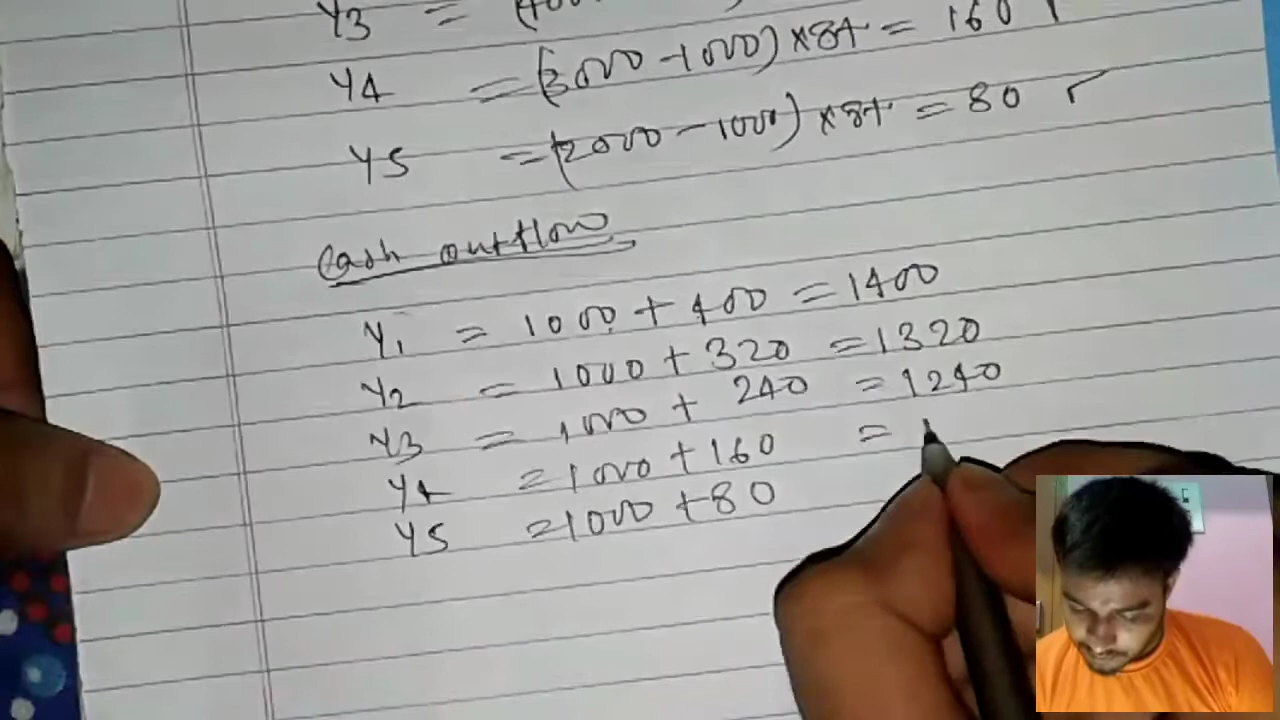 Y3 =
Y4 = (3000 - 1000) × 8% = 160
Y5 = (2000 - 1000) × 8% = 80
Cash outflow
Y1 = 1000 + 400 = 1400
Y2 = 1000 + 320 = 1320
Y3 = 1000 + 240 = 1240
Y4 = 1000 + 160 =
Y5 = 1000 + 80